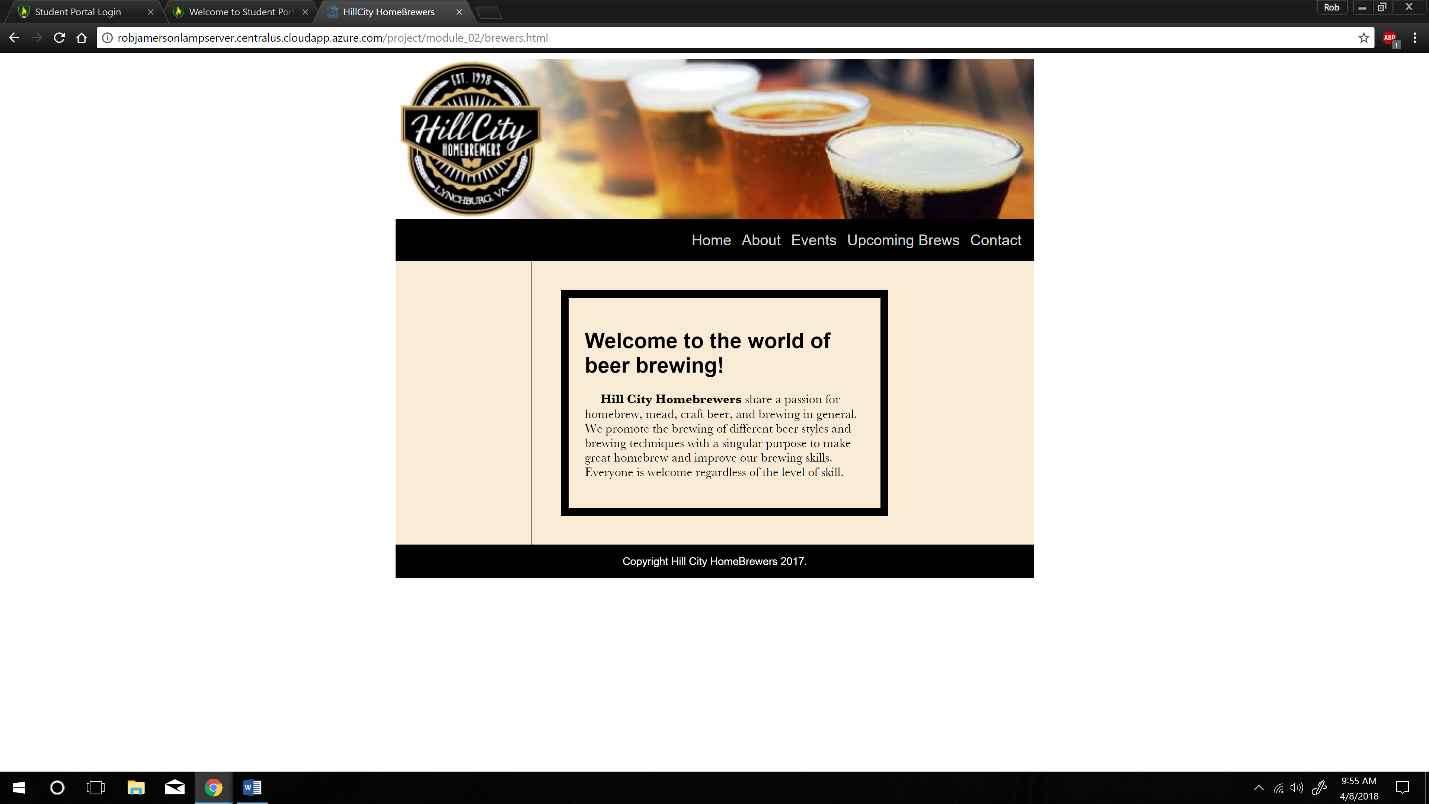 Student Portal Login
Welcome to Student Por
HillCity HomeBrewers
Rob
robjamersonlampserver.centralus.cloudapp.azure.com/project/module_02/brewers.html
ABP
1
EST. 1998
HillCity
HOMEBREWERS
LYNCHBURG, VA
Home About Events Upcoming Brews Contact
Welcome to the world of
beer brewing!
Hill City Homebrewers share a passion for
homebrew, mead, craft beer, and brewing in general.
We promote the brewing of different beer styles and
brewing techniques with a singular purpose to make
great homebrew and improve our brewing skills.
Everyone is welcome regardless of the level of skill.
Copyright Hill City HomeBrewers 2017.
9:55 AM
4/8/2018